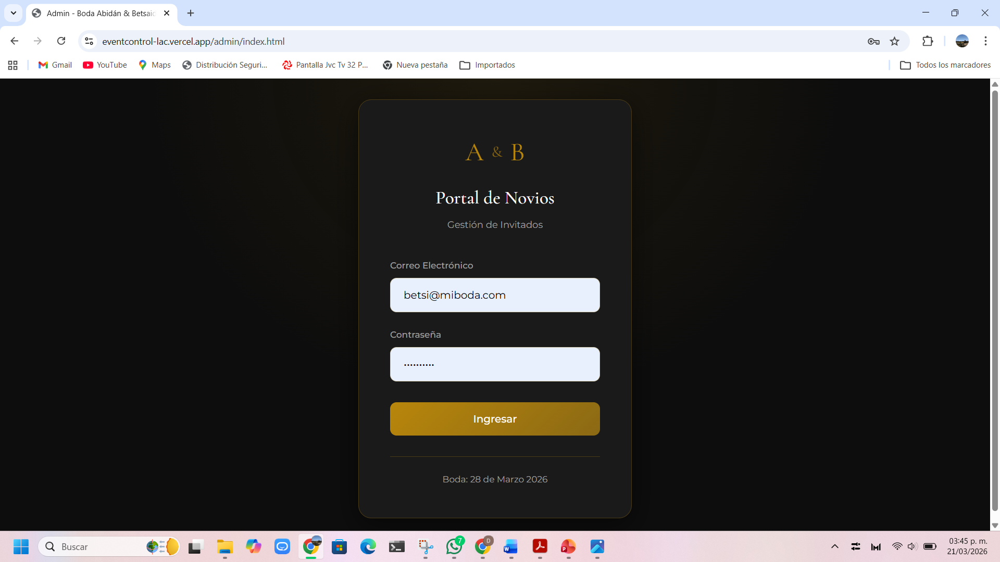 Admin - Boda Abidán & Betsaid
eventcontrol-lac.vercel.app/admin/index.html
Gmail
YouTube
Maps
Distribución Seguri...
Pantalla Jvc Tv 32 P...
Nueva pestaña
Importados
Todos los marcadores
A & B
Portal de Novios
Gestión de Invitados
Correo Electrónico
betsi@miboda.com
Contraseña
..........
Ingresar
Boda: 28 de Marzo 2026
Buscar
7
D
03:45 p. m.
21/03/2026